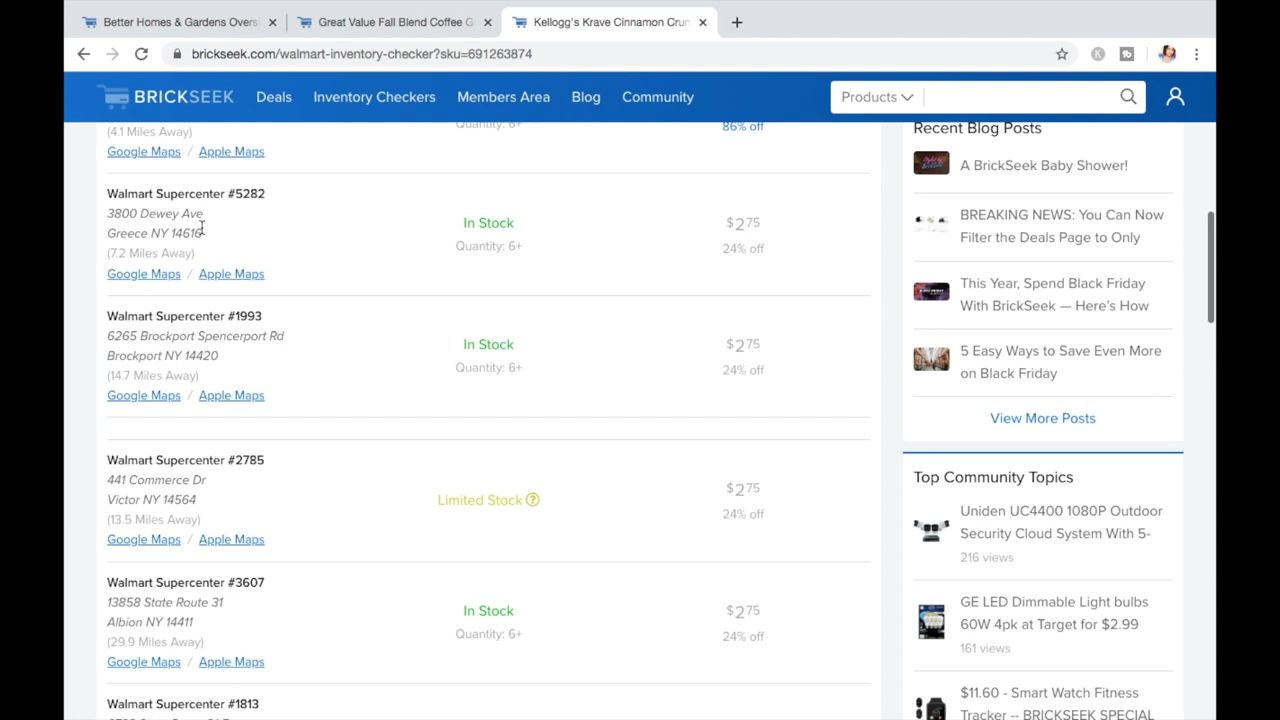 Better Homes & Gardens Overs
Great Value Fall Blend Coffee G
Kellogg's Krave Cinnamon Crun
brickseek.com/walmart-inventory-checker?sku=691263874
BRICKSEEK
Deals
Inventory Checkers
Members Area
Blog
Community
Products
(4.1 Miles Away)
Google Maps / Apple Maps
Quantity: 6+
86% off
Walmart Supercenter #5282
3800 Dewey Ave
Greece NY 14616
(7.2 Miles Away)
Google Maps / Apple Maps
In Stock
Quantity: 6+
$275
24% off
Walmart Supercenter #1993
6265 Brockport Spencerport Rd
Brockport NY 14420
(14.7 Miles Away)
Google Maps / Apple Maps
In Stock
Quantity: 6+
$275
24% off
Walmart Supercenter #2785
441 Commerce Dr
Victor NY 14564
(13.5 Miles Away)
Google Maps / Apple Maps
Limited Stock ?
$275
24% off
Walmart Supercenter #3607
13858 State Route 31
Albion NY 14411
(29.9 Miles Away)
Google Maps / Apple Maps
In Stock
Quantity: 6+
$275
24% off
Walmart Supercenter #1813
Recent Blog Posts
A BrickSeek Baby Shower!
BREAKING NEWS: You Can Now
Filter the Deals Page to Only
This Year, Spend Black Friday
With BrickSeek — Here's How
5 Easy Ways to Save Even More
on Black Friday
View More Posts
Top Community Topics
Uniden UC4400 1080P Outdoor
Security Cloud System With 5-
216 views
GE LED Dimmable Light bulbs
60W 4pk at Target for $2.99
161 views
$11.60 - Smart Watch Fitness
Tracker -- BRICKSEEK SPECIAL